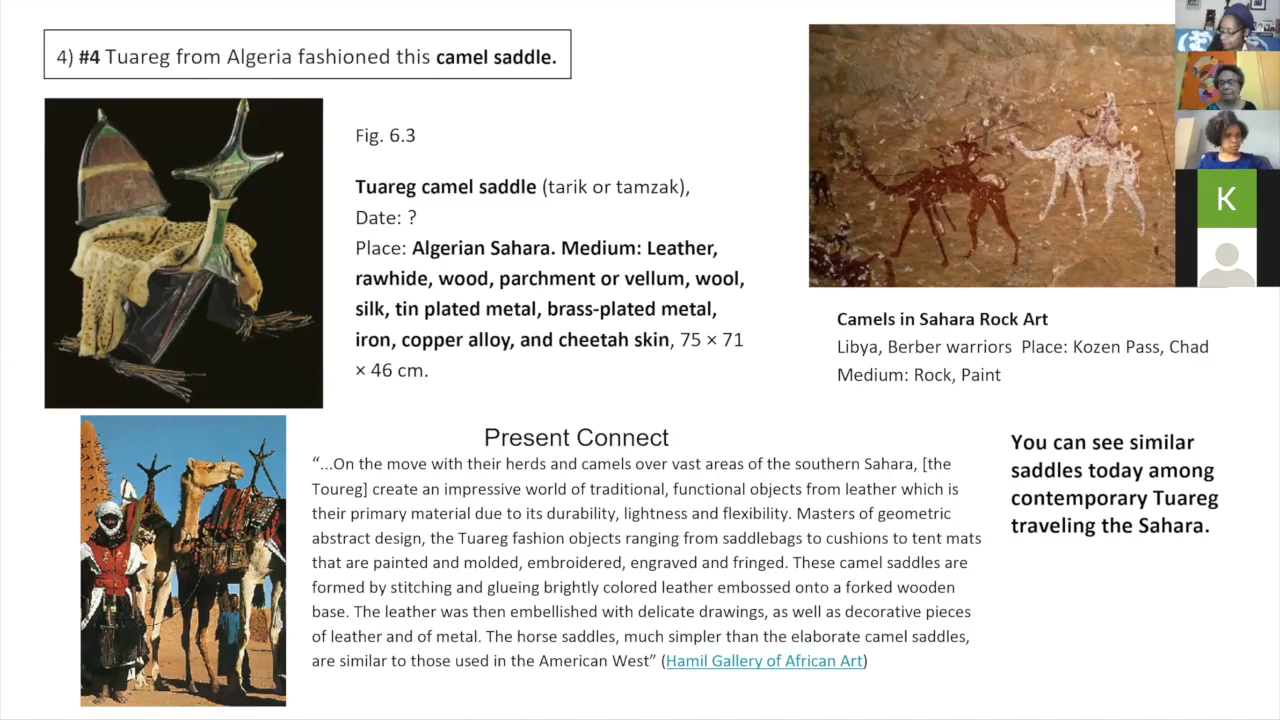 4) #4 Tuareg from Algeria fashioned this camel saddle.
Fig. 6.3
Tuareg camel saddle (tarik or tamzak),
Date: ?
Place: Algerian Sahara. Medium: Leather,
rawhide, wood, parchment or vellum, wool,
silk, tin plated metal, brass-plated metal,
iron, copper alloy, and cheetah skin, 75 × 71
× 46 cm.
K
Camels in Sahara Rock Art
Libya, Berber warriors Place: Kozen Pass, Chad
Medium: Rock, Paint
Present Connect
“...On the move with their herds and camels over vast areas of the southern Sahara, [the
Toureg] create an impressive world of traditional, functional objects from leather which is
their primary material due to its durability, lightness and flexibility. Masters of geometric
abstract design, the Tuareg fashion objects ranging from saddlebags to cushions to tent mats
that are painted and molded, embroidered, engraved and fringed. These camel saddles are
formed by stitching and glueing brightly colored leather embossed onto a forked wooden
base. The leather was then embellished with delicate drawings, as well as decorative pieces
of leather and of metal. The horse saddles, much simpler than the elaborate camel saddles,
are similar to those used in the American West” (Hamil Gallery of African Art)
You can see similar
saddles today among
contemporary Tuareg
traveling the Sahara.